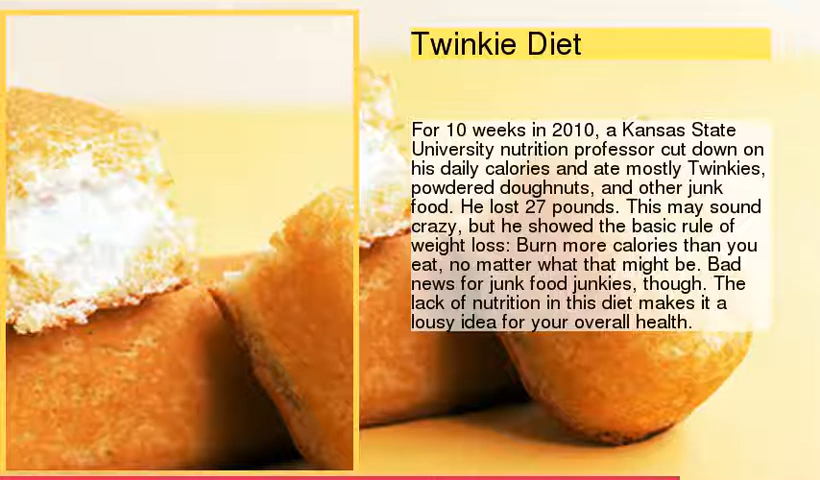 Twinkie Diet
For 10 weeks in 2010, a Kansas State
University nutrition professor cut down on
his daily calories and ate mostly Twinkies,
powdered doughnuts, and other junk
food. He lost 27 pounds. This may sound
crazy, but he showed the basic rule of
weight loss: Burn more calories than you
eat, no matter what that might be. Bad
news for junk food junkies, though. The
lack of nutrition in this diet makes it a
lousy idea for your overall health.